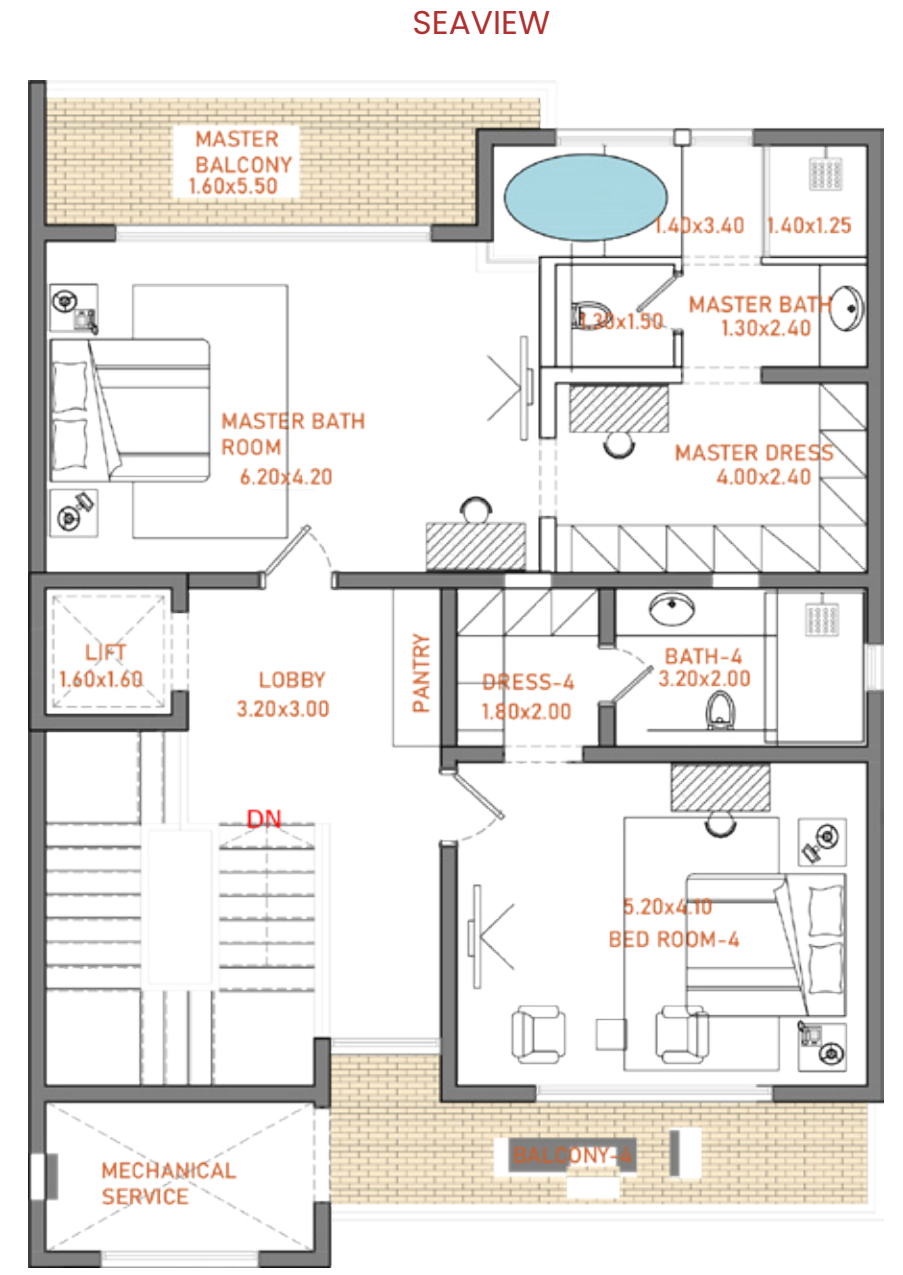 SEAVIEW
MASTER
BALCONY
1.60x5.50
1.40x3.40
1.40x1.25
1.30x1.50
MASTER BATH
1.30x2.40
MASTER BATH
ROOM
6.20x4.20
MASTER DRESS
4.00x2.40
LIFT
1.60x1.60
LOBBY
3.20x3.00
PANTRY
DRESS-4
1.80x2.00
BATH-4
3.20x2.00
DN
5.20x4.10
BED ROOM-4
MECHANICAL
SERVICE
BALCONY-4